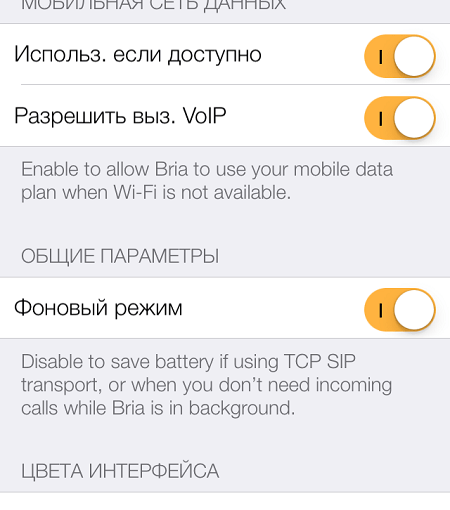 МОБИЛЬНАЯ СЕТЬ ДАННЫХ
Использ. если доступно
Разрешить выз. VoIP
Enable to allow Bria to use your mobile data
plan when Wi-Fi is not available.
ОБЩИЕ ПАРАМЕТРЫ
Фоновый режим
Disable to save battery if using TCP SIP
transport, or when you don’t need incoming
calls while Bria is in background.
ЦВЕТА ИНТЕРФЕЙСА